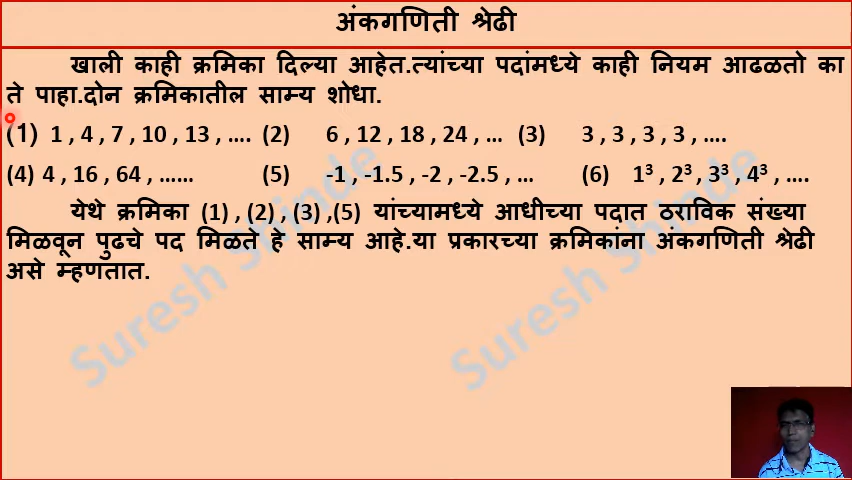 अंकगणिती श्रेढी
खाली काही क्रमिका दिल्या आहेत.त्यांच्या पदांमध्ये काही नियम आढळतो का
ते पाहा.दोन क्रमिकातील साम्य शोधा.
(1) 1 , 4 , 7 , 10 , 13 , .... (2) 6 , 12 , 18 , 24 , ... (3) 3 , 3 , 3 , 3 , ....
(4) 4 , 16 , 64 , ...... (5) -1 , -1.5 , -2 , -2.5 , ... (6) 1³ , 2³ , 3³ , 4³ , ....
येथे क्रमिका (1) , (2) , (3) ,(5) यांच्यामध्ये आधीच्या पदात ठराविक संख्या
मिळवून पुढचे पद मिळते हे साम्य आहे.या प्रकारच्या क्रमिकांना अंकगणिती श्रेढी
असे म्हणतात.
Suresh Shinde
Suresh Shinde